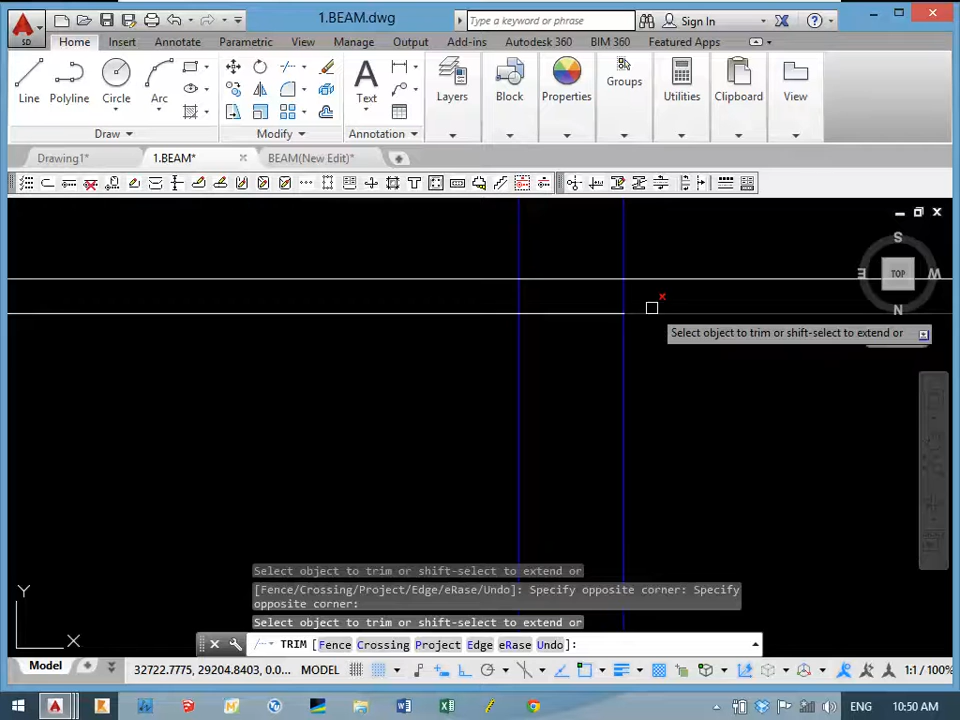 1.BEAM.dwg
Type a keyword or phrase
Sign In
SD
Home Insert Annotate Parametric View Manage Output Add-ins Autodesk 360 BIM 360 Featured Apps
Line Polyline Circle Arc Text Layers Block Properties Groups Utilities Clipboard View
Draw Modify Annotation
Drawing1* 1.BEAM* BEAM(New Edit)*
S
E TOP W
N
Select object to trim or shift-select to extend or
Select object to trim or shift-select to extend or
[Fence/Crossing/Project/Edge/eRase/Undo]: Specify opposite corner: Specify
opposite corner:
Select object to trim or shift-select to extend or
Y
X
TRIM [Fence Crossing Project Edge eRase Undo]:
Model 32722.7775, 29204.8403, 0.0... MODEL 1:1 / 100%
ENG 10:50 AM